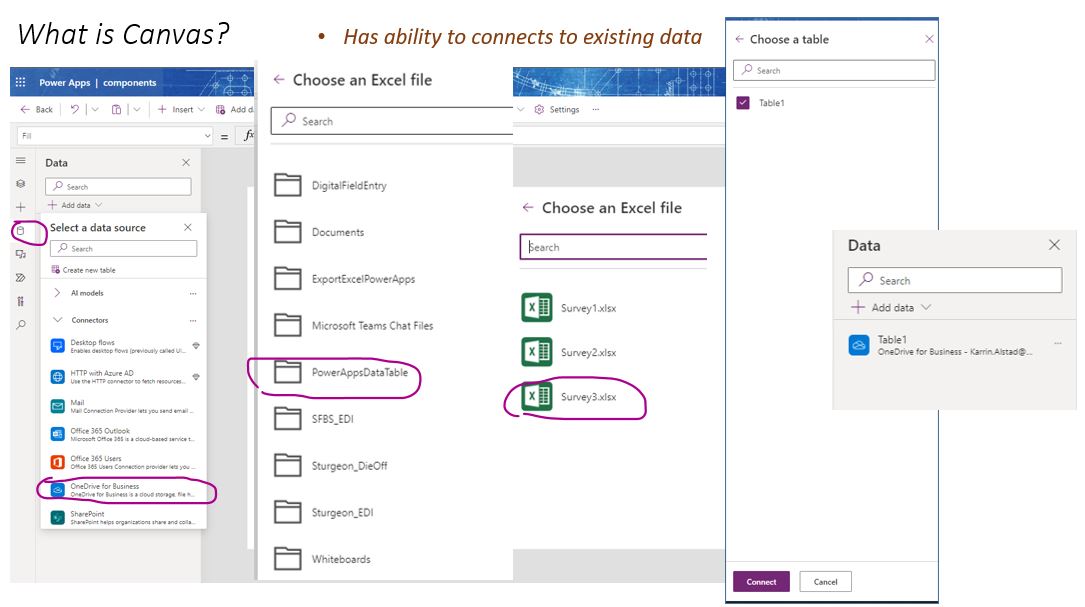 What is Canvas?
• Has ability to connects to existing data
Power Apps | components
Back
Insert
Add d
Fill
= fx
Data
Search
Add data
Select a data source
Search
Create new table
AI models
Connectors
Desktop flows
Enables desktop flows (previously called UI...
HTTP with Azure AD
Use the HTTP connector to fetch resources...
Mail
Mail Connection Provider lets you send email ...
Office 365 Outlook
Microsoft Office 365 is a cloud-based service t...
Office 365 Users
Office 365 Users Connection provider lets you ...
OneDrive for Business
OneDrive for Business is a cloud storage, file h...
SharePoint
SharePoint helps organizations share and colla...
Choose an Excel file
Search
DigitalFieldEntry
Documents
ExportExcelPowerApps
Microsoft Teams Chat Files
PowerAppsDataTable
SFBS_EDI
Sturgeon_DieOff
Sturgeon_EDI
Whiteboards
Settings ...
Choose an Excel file
Search
Survey1.xlsx
Survey2.xlsx
Survey3.xlsx
Choose a table
Search
Table1
Connect
Cancel
Data
Search
Add data
Table1
OneDrive for Business - Karrin.Alstad@...